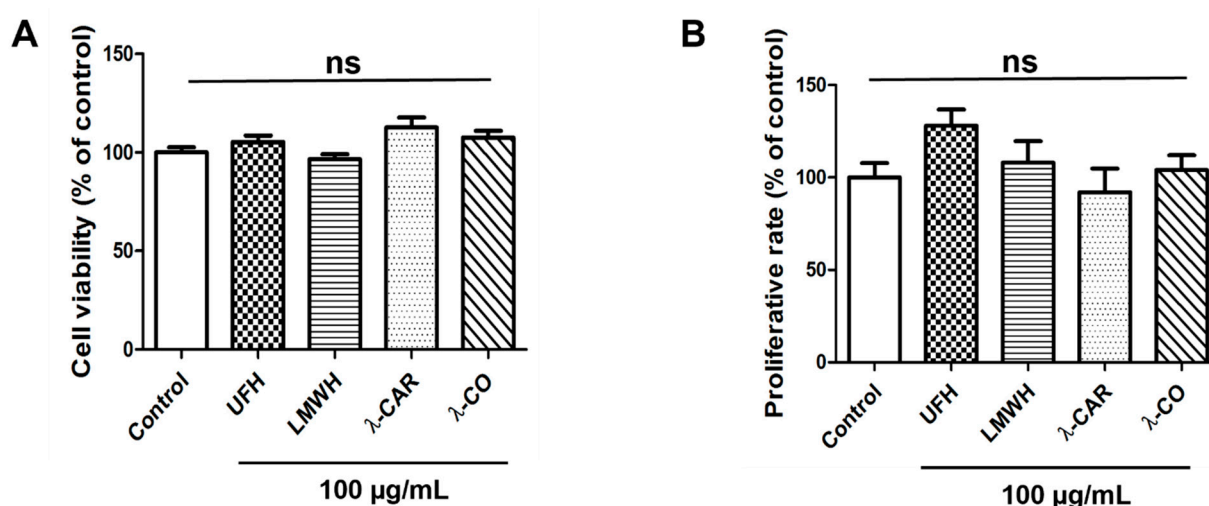 A
Cell viability (% of control)
150
100
50
0
ns
Control
UFH
LMWH
λ-CAR
λ-CO
100 µg/mL
B
Proliferative rate (% of control)
150
100
50
0
ns
Control
UFH
LMWH
λ-CAR
λ-CO
100 µg/mL